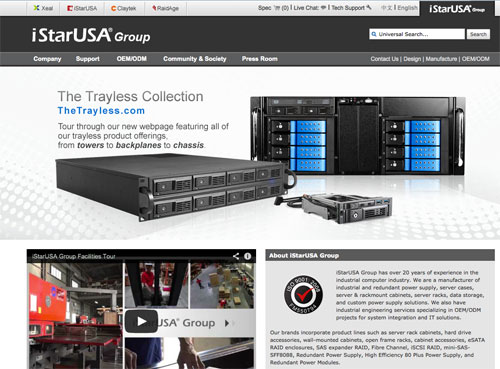 Xeal iStarUSA Claytek RaidAge Spec (0) | Live Chat: | Tech Support 中文 | English iStarUSA Group
iStarUSA® Group
Universal Search... Search
Company Support OEM/ODM Community & Society Press Room Contact Us | Design | Manufacture | OEM/ODM
The Trayless Collection
TheTrayless.com
Tour through our new webpage featuring all of
our trayless product offerings,
from towers to backplanes to chassis.
iStarUSA Group Facilities Tour
USA® Group
About iStarUSA Group
ISO 9001
iStarUSA Group has over 20 years of experience in the
industrial computer industry. We are a manufacturer of
industrial and redundant power supply, server cases,
server & rackmount cabinets, server racks, data storage,
and custom power supply solutions. We also have
industrial engineering services specializing in OEM/ODM
projects for system integration and IT solutions.
Our brands incorporate product lines such as server rack cabinets, hard drive
accessories, wall-mounted cabinets, open frame racks, cabinet accessories, eSATA
RAID enclosures, SAS expander RAID, Fibre Channel, iSCSI RAID, mini-SAS-
SFF8088, Redundant Power Supply, High Efficiency 80 Plus Power Supply, and
Redundant Power Modules.